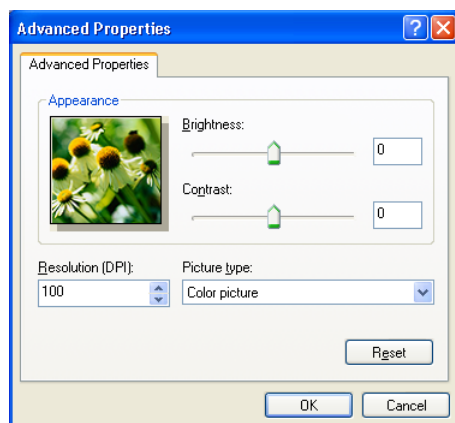 Advanced Properties
?
X
Advanced Properties
Appearance
Brightness:
0
Contrast:
0
Resolution (DPI):
Picture type:
100
Color picture
Reset
OK
Cancel